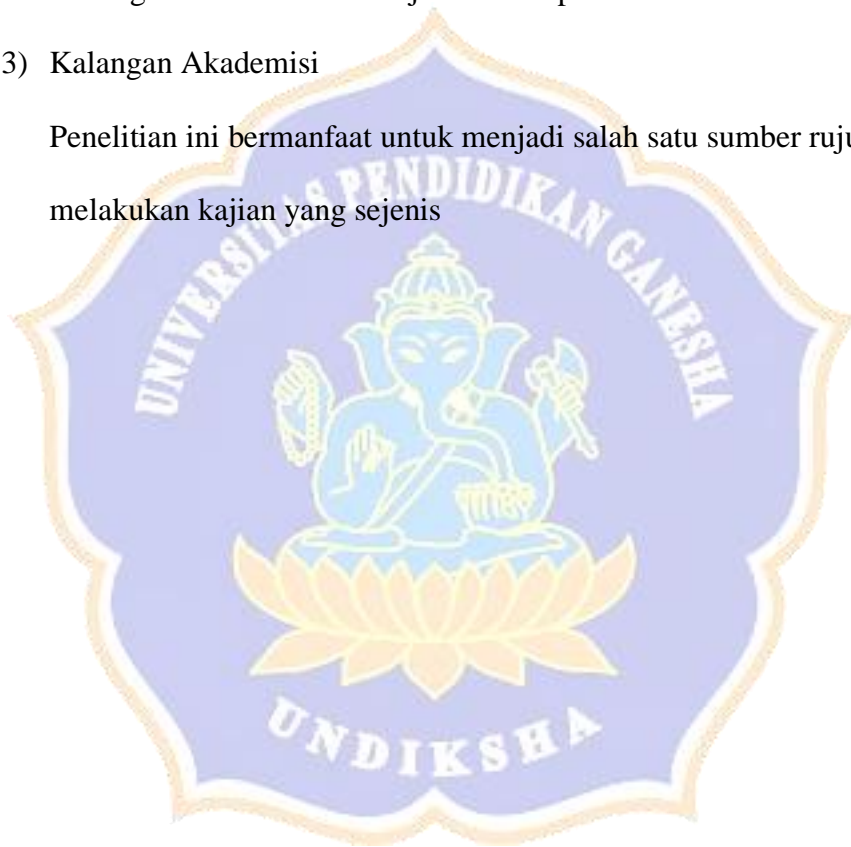 3) Kalangan Akademisi
Penelitian ini bermanfaat untuk menjadi salah satu sumber
melakukan kajian yang sejenis
UNIVERSITAS PENDIDIKAN GANESHA
UNDIKSHA